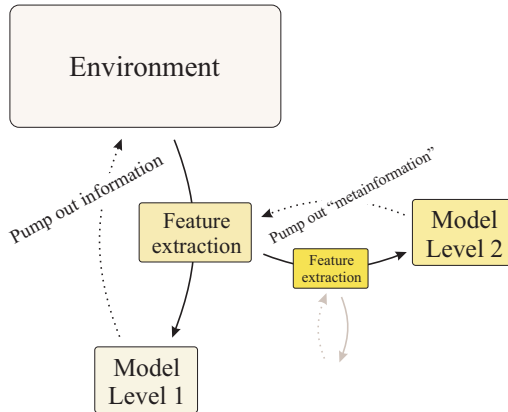 Environment
Pump out information
Feature
extraction
Pump out “metainformation”
Model
Level 2
Feature
extraction
Model
Level 1